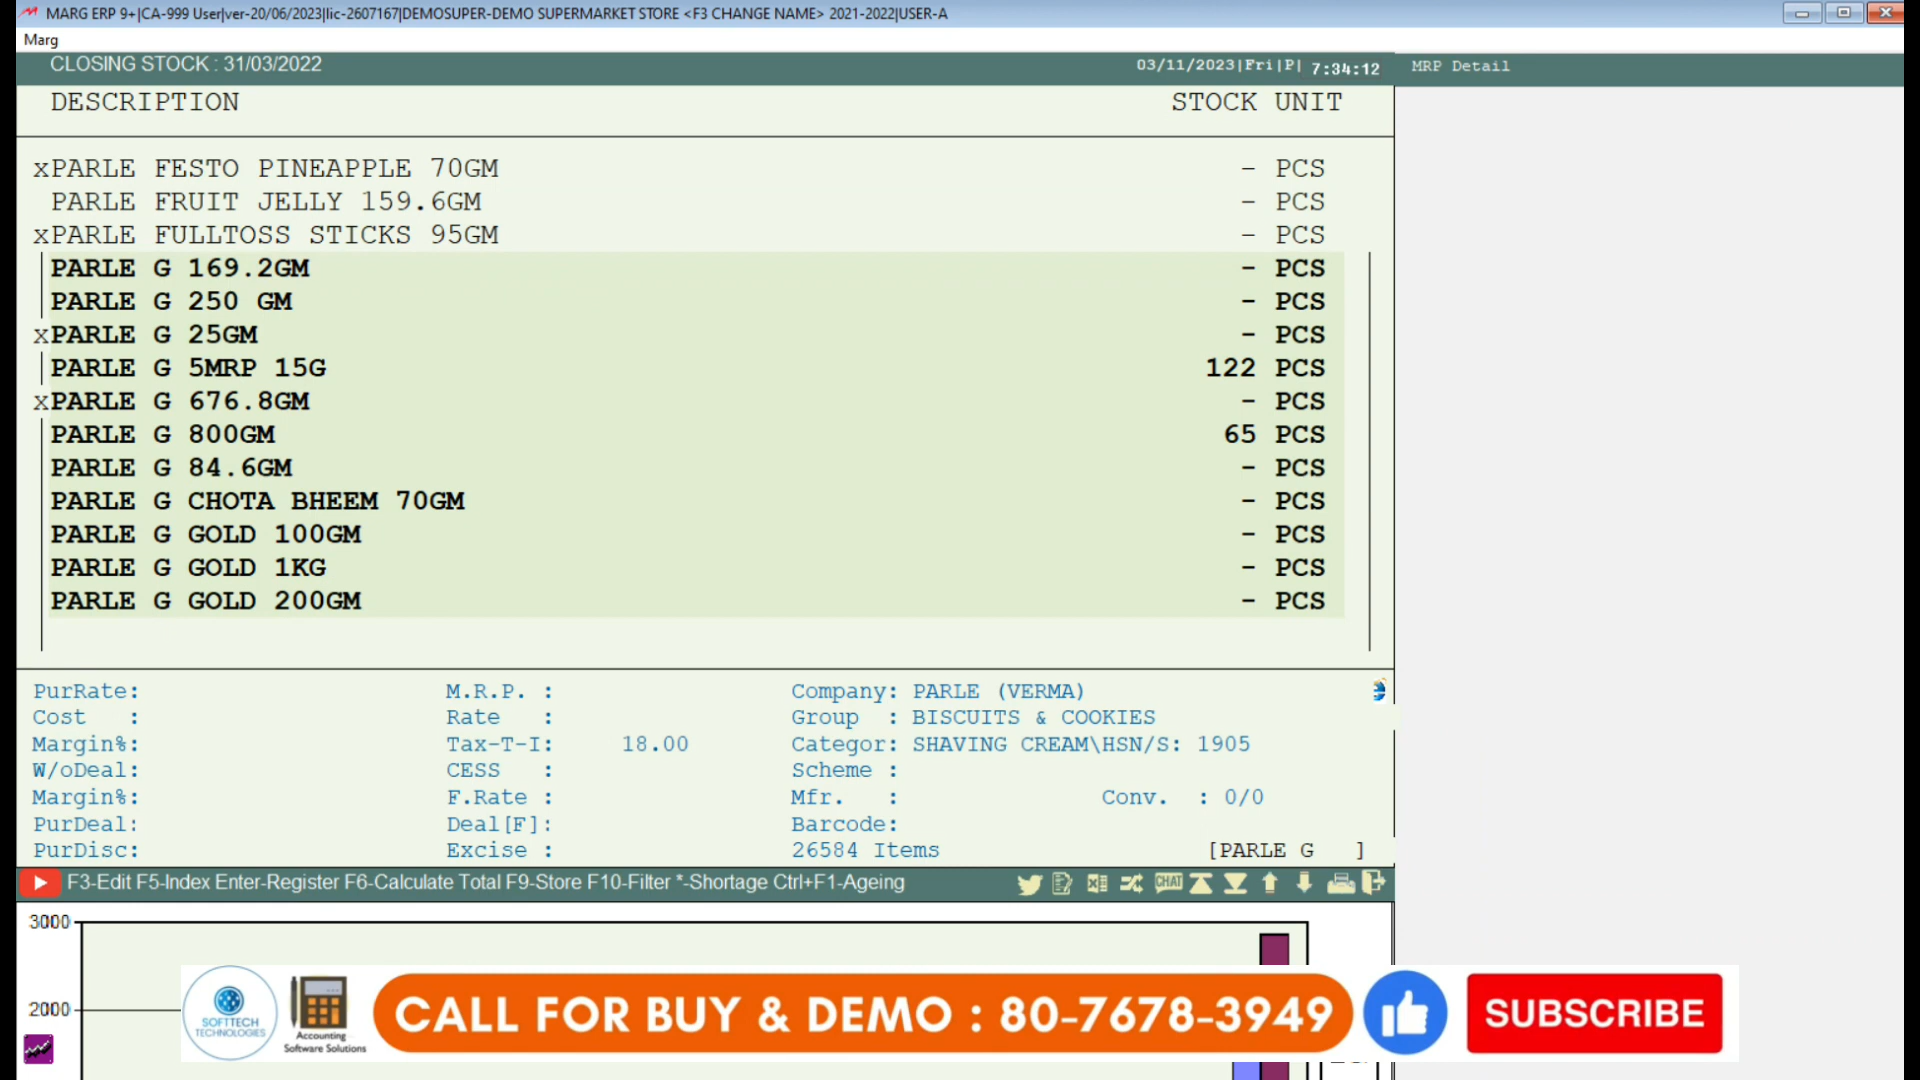 MARG ERP 9+|CA-999 User|ver-20/06/2023|lic-2607167|DEMOSUPER-DEMO SUPERMARKET STORE <F3 CHANGE NAME> 2021-2022|USER-A
Marg
CLOSING STOCK : 31/03/2022 03/11/2023|Fri|P| 7:34:12 MRP Detail
DESCRIPTION STOCK UNIT
xPARLE FESTO PINEAPPLE 70GM - PCS
PARLE FRUIT JELLY 159.6GM - PCS
xPARLE FULLTOSS STICKS 95GM - PCS
PARLE G 169.2GM - PCS
PARLE G 250 GM - PCS
xPARLE G 25GM - PCS
PARLE G 5MRP 15G 122 PCS
xPARLE G 676.8GM - PCS
PARLE G 800GM 65 PCS
PARLE G 84.6GM - PCS
PARLE G CHOTA BHEEM 70GM - PCS
PARLE G GOLD 100GM - PCS
PARLE G GOLD 1KG - PCS
PARLE G GOLD 200GM - PCS
PurRate: M.R.P. : Company: PARLE (VERMA)
Cost : Rate : Group : BISCUITS & COOKIES
Margin%: Tax-T-I: 18.00 Categor: SHAVING CREAM\HSN/S: 1905
W/oDeal: CESS : Scheme :
Margin%: F.Rate : Mfr. : Conv. : 0/0
PurDeal: Deal[F]: Barcode:
PurDisc: Excise : 26584 Items [PARLE G ]
F3-Edit F5-Index Enter-Register F6-Calculate Total F9-Store F10-Filter *-Shortage Ctrl+F1-Ageing CHAT
3000
2000
SOFTTECH
TECHNOLOGIES
Accounting
Software Solutions
CALL FOR BUY & DEMO : 80-7678-3949
SUBSCRIBE